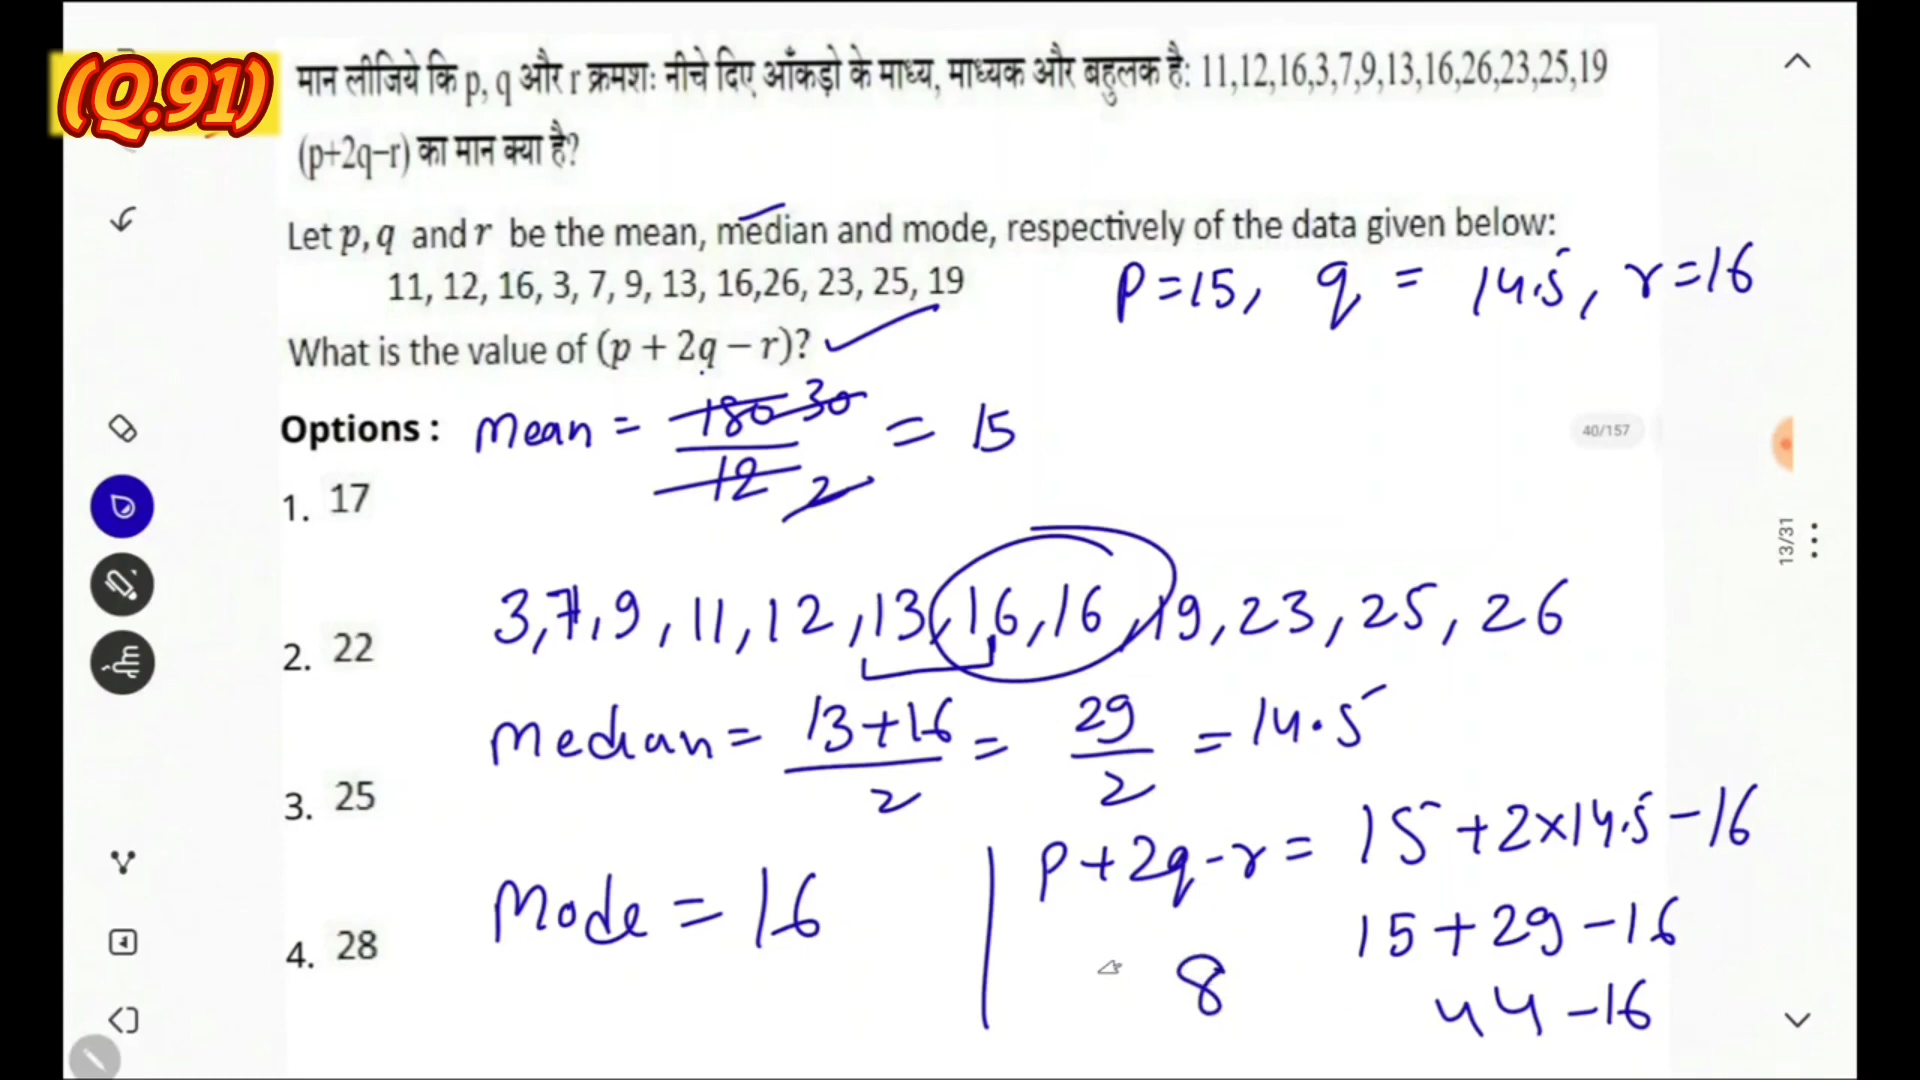 (Q.91)
मान लीजिये कि p, q और r क्रमशः नीचे दिए आँकड़ो के माध्य, माध्यक और बहुलक है: 11,12,16,3,7,9,13,16,26,23,25,19
(p+2q−r) का मान क्या है?
Let p, q and r be the mean, median and mode, respectively of the data given below:
11, 12, 16, 3, 7, 9, 13, 16,26, 23, 25, 19
P=15, q = 14.5, r=16
What is the value of (p + 2q − r)?
Options :
Mean = 180 30 / 12 2 = 15
40/157
1. 17
13/31
3,7,9,11,12,13,16,16,19,23,25,26
2. 22
Median = 13+16 / 2 = 29 / 2 = 14.5
3. 25
P+2q-r = 15+2×14.5-16
Mode = 16
15+29-16
4. 28
8
44-16